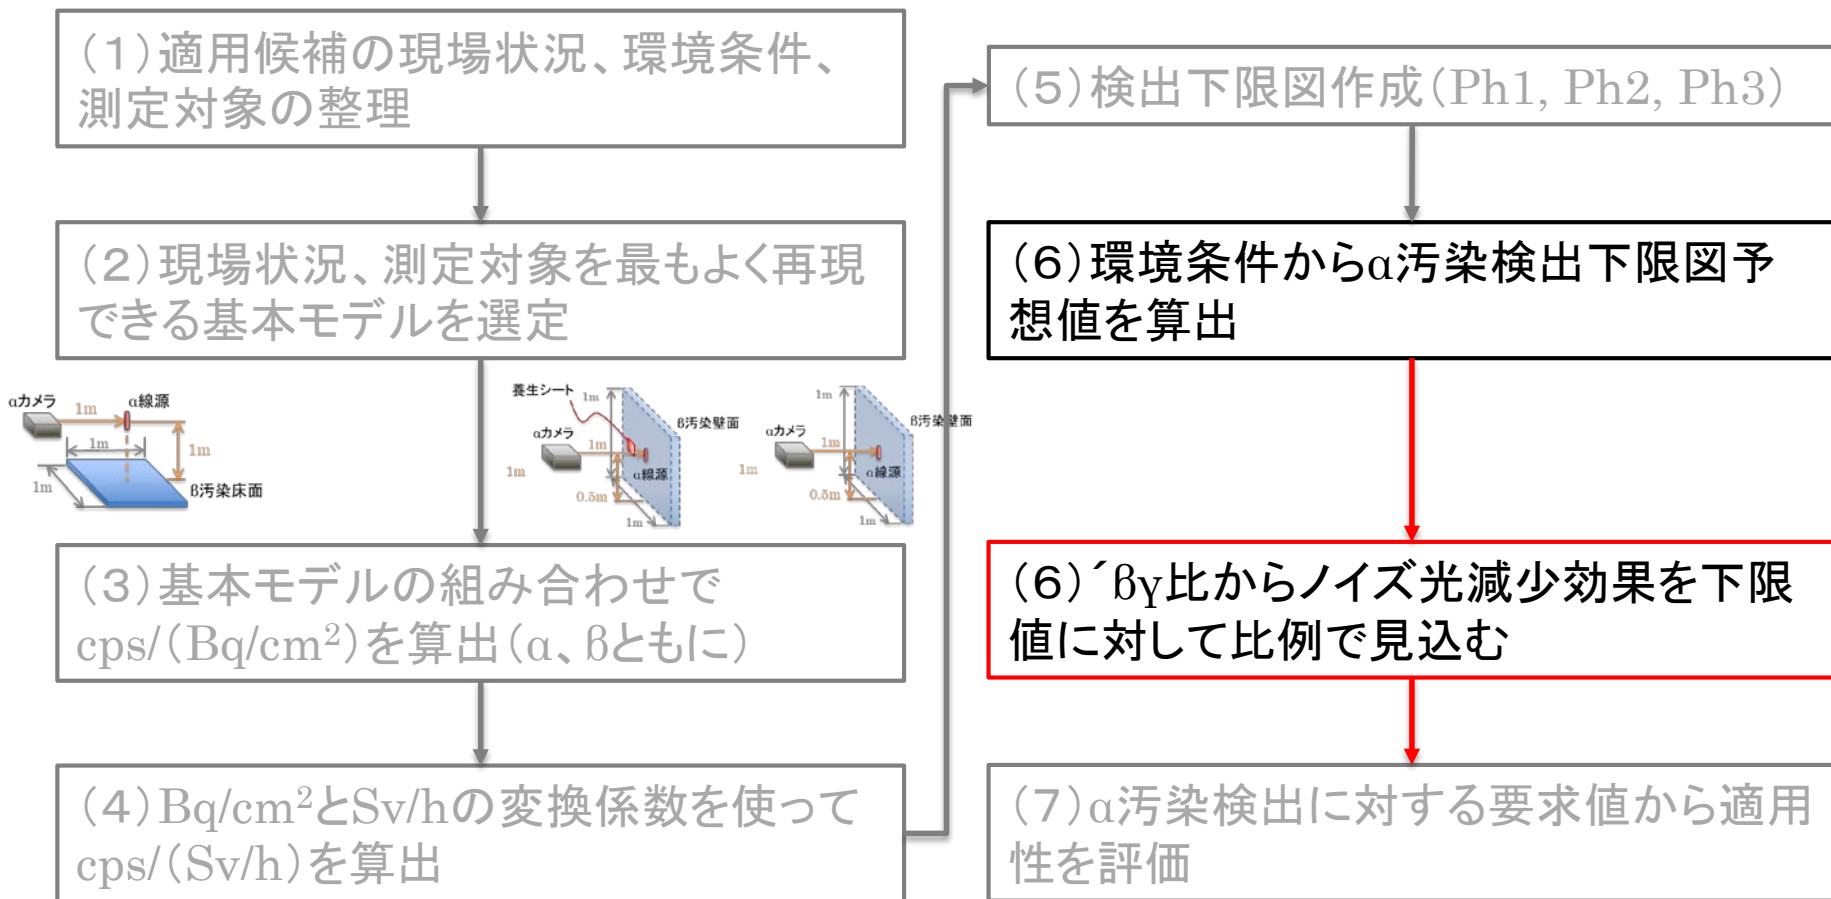 (1)適用候補の現場状況、環境条件、
測定対象の整理
(2)現場状況、測定対象を最もよく再現
できる基本モデルを選定
αカメラ
α線源
1m
1m
1m
1m
β汚染床面
養生シート
1m
β汚染壁面
αカメラ
1m
1m
α線源
0.5m
1m
1m
β汚染壁面
αカメラ
1m
1m
α線源
0.5m
1m
(3)基本モデルの組み合わせで
cps/(Bq/cm²)を算出(α、βともに)
(4)Bq/cm²とSv/hの変換係数を使って
cps/(Sv/h)を算出
(5)検出下限図作成(Ph1, Ph2, Ph3)
(6)環境条件からα汚染検出下限図予
想値を算出
(6)´βγ比からノイズ光減少効果を下限
値に対して比例で見込む
(7)α汚染検出に対する要求値から適用
性を評価